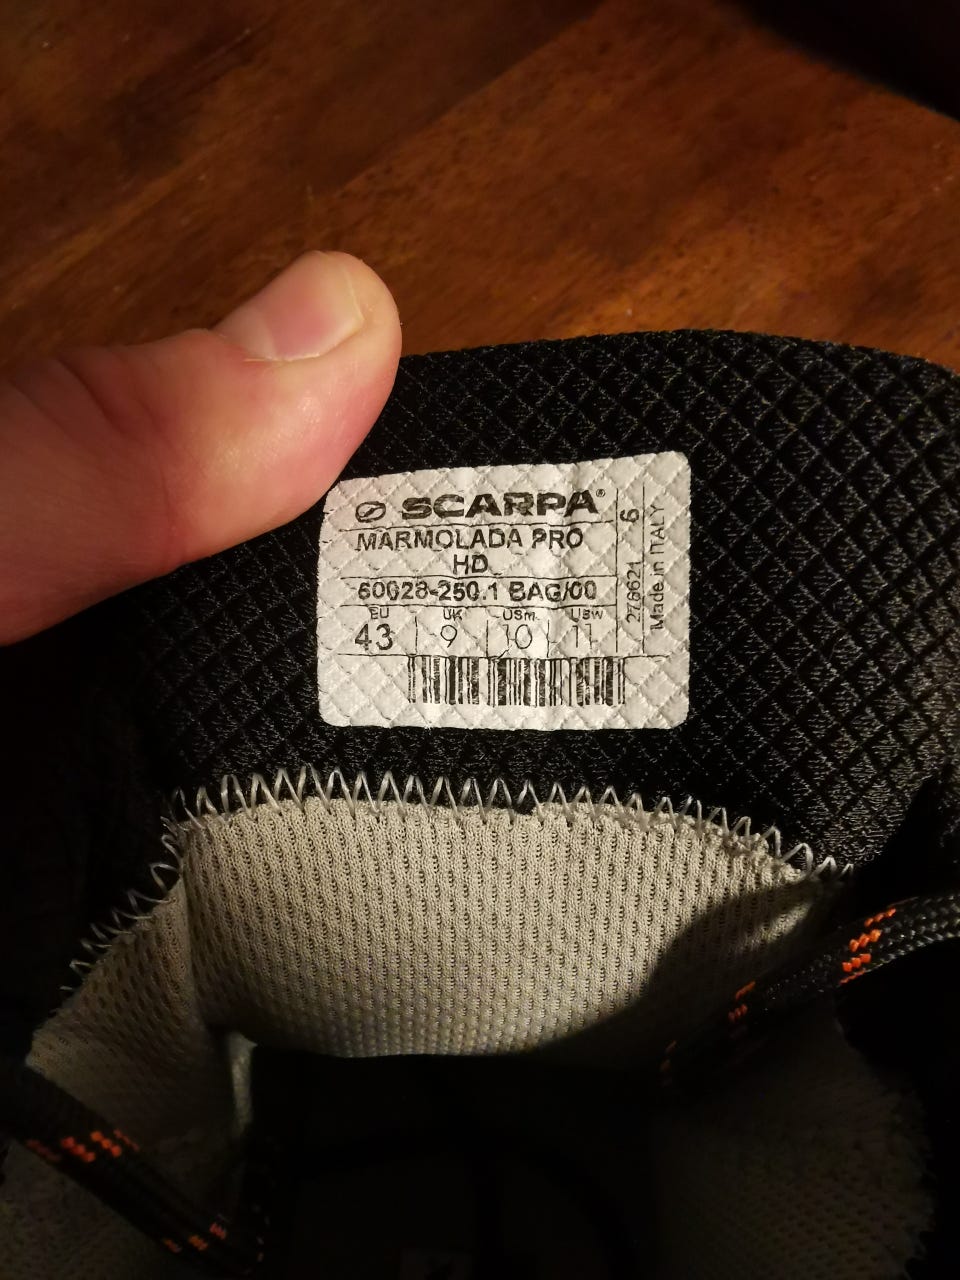 SCARPA®
MARMOLADA PRO
HD
60028-250.1 BAG/00
EU UK USm USw
43 9 10 11
276621 6
Made in ITALY